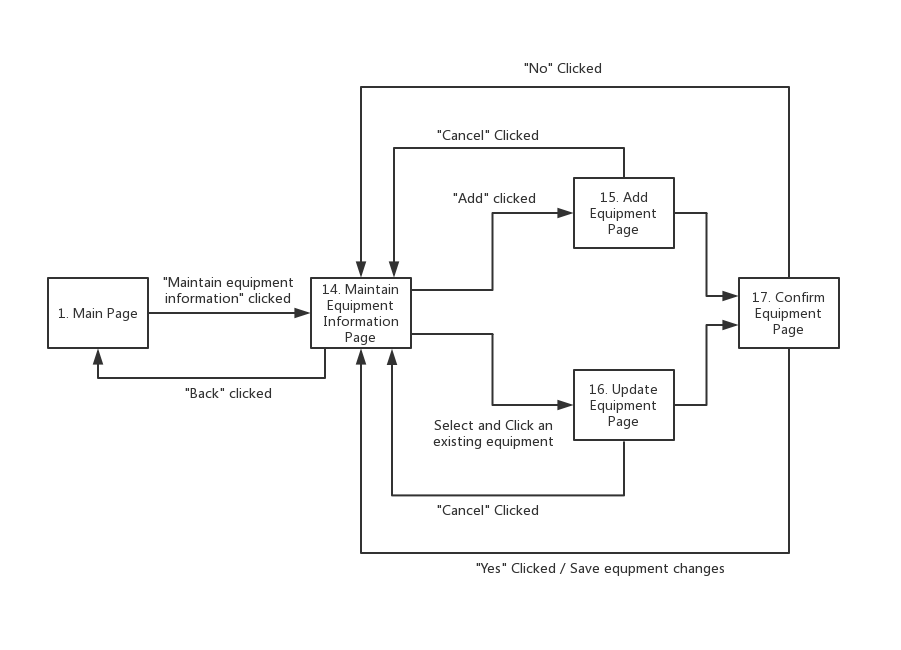 "No" Clicked
"Cancel" Clicked
"Add" clicked
15. Add
Equipment
Page
"Maintain equipment
information" clicked
1. Main Page
14. Maintain
Equipment
Information
Page
17. Confirm
Equipment
Page
"Back" clicked
16. Update
Equipment
Page
Select and Click an
existing equipment
"Cancel" Clicked
"Yes" Clicked / Save equpment changes